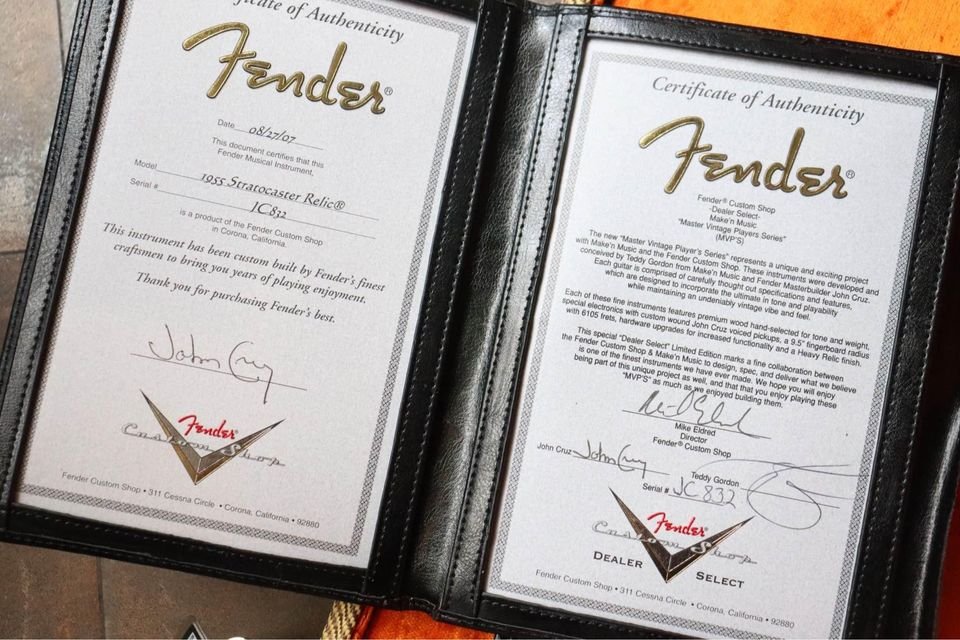 Certificate of Authenticity
Fender®
Date 08/27/07
This document certifies that this
Fender Musical Instrument,
Model 1955 Stratocaster Relic®
Serial # JC832
is a product of the Fender Custom Shop
in Corona, California.
This instrument has been custom built by Fender's finest
craftsmen to bring you years of playing enjoyment.
Thank you for purchasing Fender's best.
John Cruz
Fender®
Custom Shop
Fender Custom Shop • 311 Cessna Circle • Corona, California • 92880
Certificate of Authenticity
Fender®
Fender® Custom Shop
-Dealer Select-
Make'n Music
"Master Vintage Players Series"
(MVP'S)
The new "Master Vintage Player's Series" represents a unique and exciting project
with Make'n Music and the Fender Custom Shop. These instruments were developed and
conceived by Teddy Gordon from Make'n Music and Fender Masterbuilder John Cruz.
Each guitar is comprised of carefully thought out specifications and features,
which are designed to incorporate the ultimate in tone and playability
while maintaining an undeniably vintage vibe and feel.
Each of these fine instruments features premium wood hand-selected for tone and weight,
special electronics with custom wound John Cruz voiced pickups, a 9.5" fingerboard radius
with 6105 frets, hardware upgrades for increased functionality and a Heavy Relic finish.
This special "Dealer Select" Limited Edition marks a fine collaboration between
the Fender Custom Shop & Make'n Music to design, spec, and deliver what we believe
is one of the finest instruments we have ever made. We hope you will enjoy
being part of this unique project as well, and that that you enjoy playing these
"MVP'S" as much as we enjoyed building them.
Mike Eldred
Mike Eldred
Director
Fender® Custom Shop
John Cruz John Cruz
Teddy Gordon
Serial # JC 832
Fender®
Custom Shop
DEALER SELECT
Fender Custom Shop • 311 Cessna Circle • Corona, California • 92880